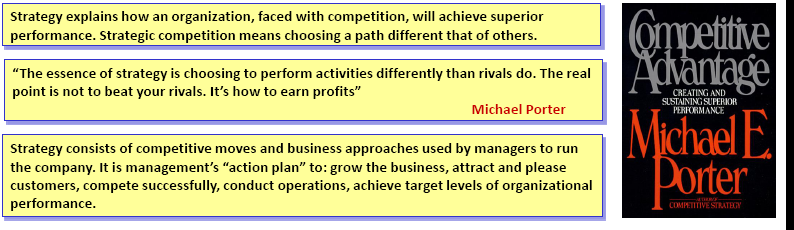 Strategy explains how an organization, faced with competition, will achieve superior
performance. Strategic competition means choosing a path different that of others.
“The essence of strategy is choosing to perform activities differently than rivals do. The real
point is not to beat your rivals. It’s how to earn profits”
Michael Porter
Strategy consists of competitive moves and business approaches used by managers to run
the company. It is management’s “action plan” to: grow the business, attract and please
customers, compete successfully, conduct operations, achieve target levels of organizational
performance.
Competitive
Advantage
CREATING AND
SUSTAINING SUPERIOR
PERFORMANCE
Michael E.
Porter
AUTHOR OF
COMPETITIVE STRATEGY